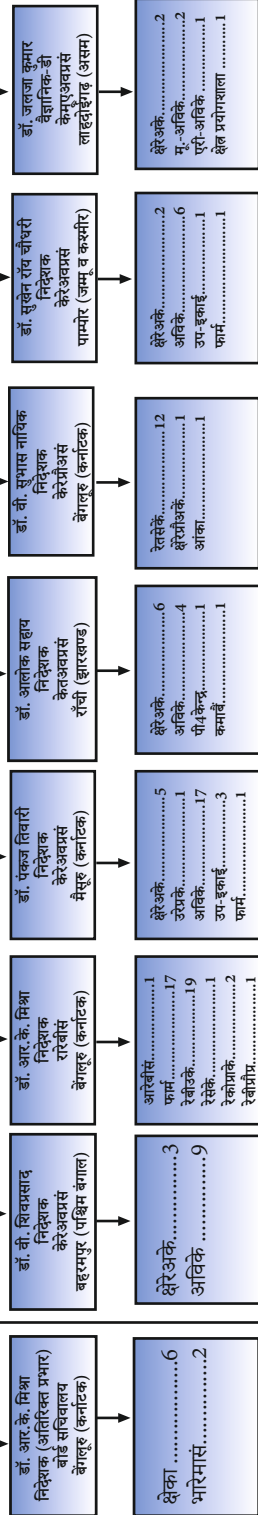 डॉ. आर.के. मिश्रा
निदेशक (अतिरिक्त प्रभार)
बोर्ड सचिवालय
बेंगलूरु (कर्नाटक)
क्षेका ..............6
भारेमासं..............2
डॉ. वी. शिवप्रसाद
निदेशक
केरेअवप्रसं
बहरमपुर (पश्चिम बंगाल)
क्षेरेअके..............3
अविके ..............9
डॉ. आर.के. मिश्रा
निदेशक
रारेबीसं
बेंगलूरु (कर्नाटक)
आरेबीसं..............1
फार्म..............17
रेबीउके..............19
रेसेके..............1
रेकोप्राके..............2
रेबीप्रौप्र..............1
डॉ. पंकज तिवारी
निदेशक
केरेअवप्रसं
मैसूरु (कर्नाटक)
क्षेरेअके..............5
उरेप्रके..............1
अविके..............17
उप-इकाई..............3
फार्म..............1
डॉ. आलोक सहाय
निदेशक
केतअवप्रसं
राँची (झारखण्ड)
क्षेरेअके..............6
अविके..............4
पी4केन्द्र..............1
कमाबैं..............1
डॉ. वी. सुभास नायिक
निदेशक
केरेप्रौअसं
बेंगलूरु (कर्नाटक)
रेतसेकें..............12
क्षेरेप्रौअकें..............1
आंका..............1
डॉ. सुखेन रॉय चौधरी
निदेशक
केरेअवप्रसं
पाम्पोर (जम्मू व कश्मीर)
क्षेरेअके..............2
अविके..............6
उप-इकाई..............1
फार्म..............1
डॉ. जलजा कुमार
वैज्ञानिक-डी
केमूएअवप्रसं
लाहदोईगढ़ (असम)
क्षेरेअके..............2
मू.-अविके..............2
एरी-अविके..............1
क्षेत्र प्रयोगशाला ..............1